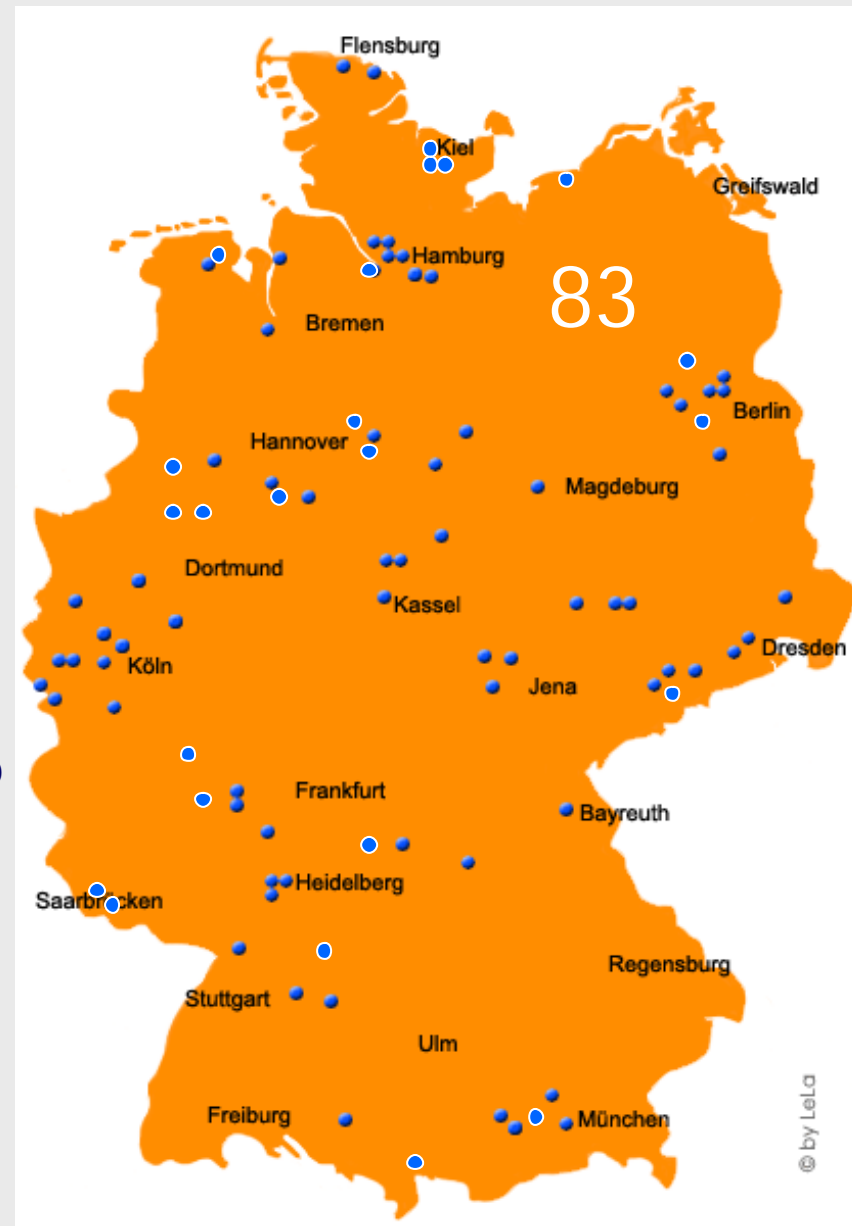 Flensburg
Kiel
Greifswald
Hamburg
83
Bremen
Berlin
Hannover
Magdeburg
Dortmund
Kassel
Dresden
Köln
Jena
Frankfurt
Bayreuth
Heidelberg
Saarbrücken
Regensburg
Stuttgart
Ulm
Freiburg
München
© by LeLa